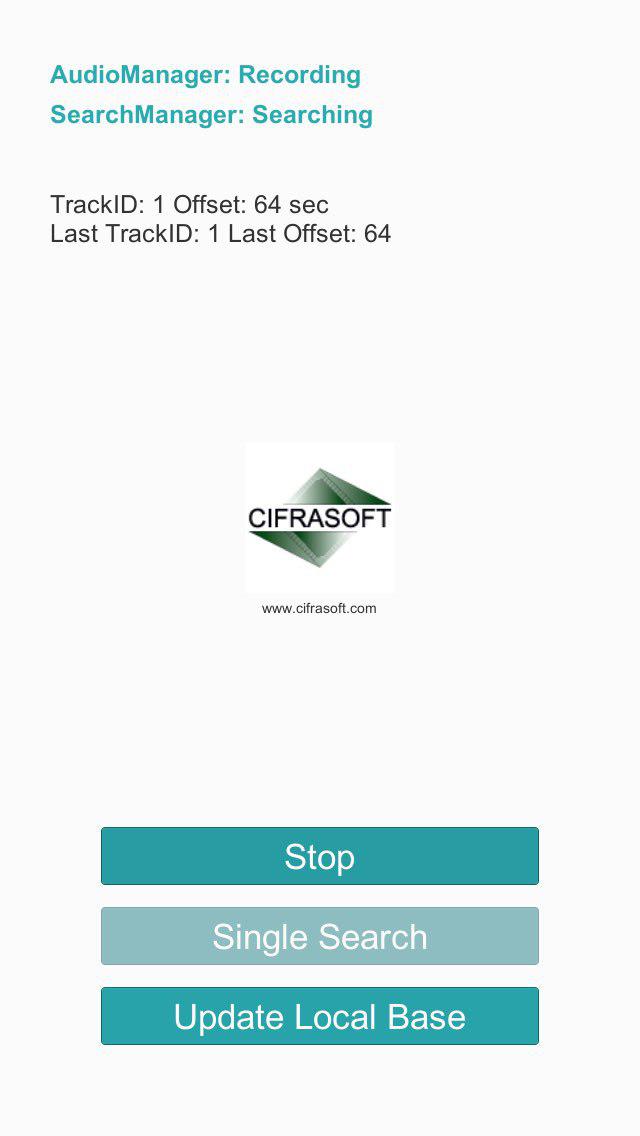 AudioManager: Recording
SearchManager: Searching
TrackID: 1 Offset: 64 sec
Last TrackID: 1 Last Offset: 64
CIFRASOFT
www.cifrasoft.com
Stop
Single Search
Update Local Base